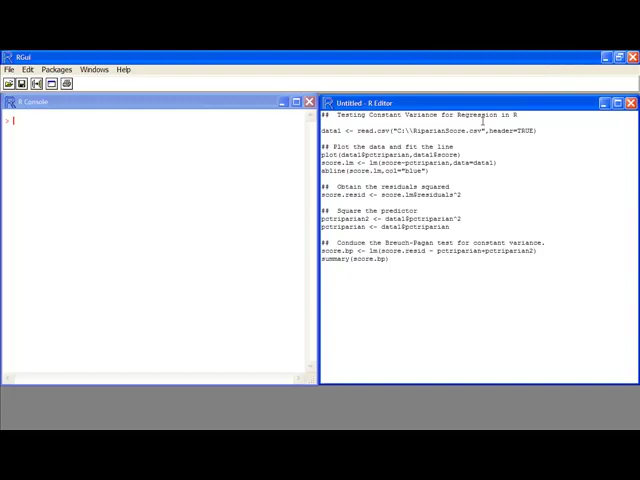 RGui
File Edit Packages Windows Help
R Console
>
Untitled - R Editor
## Testing Constant Variance for Regression in R
data1 <- read.csv("C:\\RiparianScore.csv",header=TRUE)
## Plot the data and fit the line
plot(data1$pctriparian,data1$score)
score.lm <- lm(score~pctriparian,data=data1)
abline(score.lm,col="blue")
## Obtain the residuals squared
score.resid <- score.lm$residuals^2
## Square the predictor
pctriparian2 <- data1$pctriparian^2
pctriparian <- data1$pctriparian
## Conduce the Breuch-Pagan test for constant variance.
score.bp <- lm(score.resid ~ pctriparian+pctriparian2)
summary(score.bp)